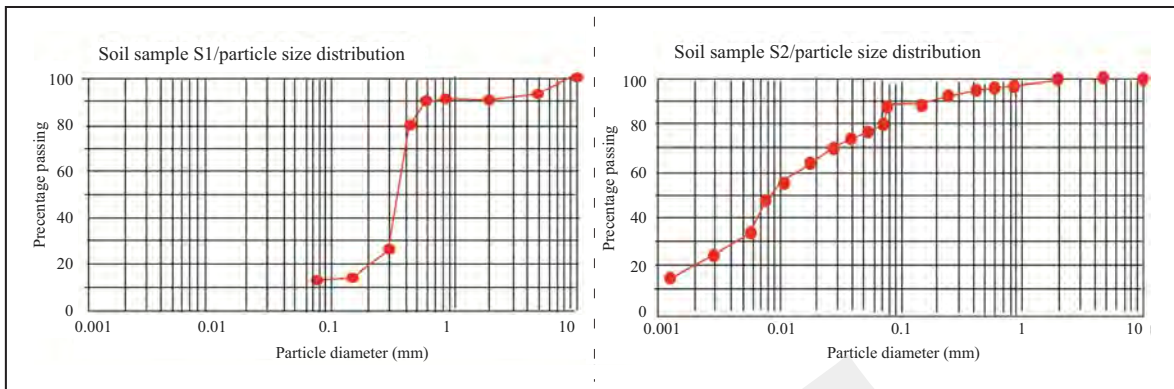 Soil sample S1/particle size distribution
Precentage passing
100
80
60
40
20
0
0.001 0.01 0.1 1 10
Particle diameter (mm)
Soil sample S2/particle size distribution
Precentage passing
100
80
60
40
20
0
0.001 0.01 0.1 1 10
Particle diameter (mm)